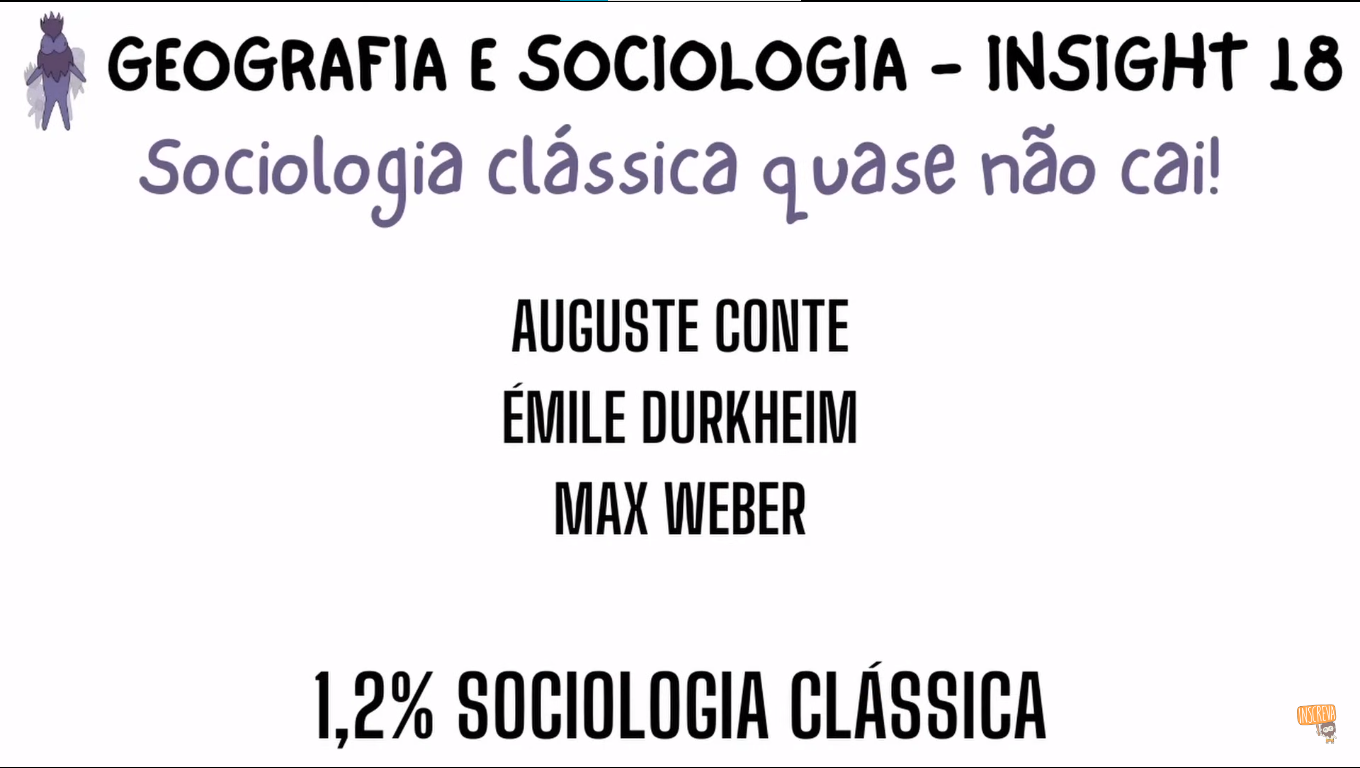 GEOGRAFIA E SOCIOLOGIA - INSIGHT 18
Sociologia clássica quase não cai!
AUGUSTE CONTE
ÉMILE DURKHEIM
MAX WEBER
1,2% SOCIOLOGIA CLÁSSICA
INSCREVA